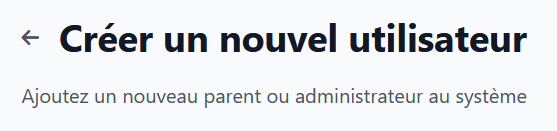 Créer un nouvel utilisateur
Ajoutez un nouveau parent ou administrateur au système